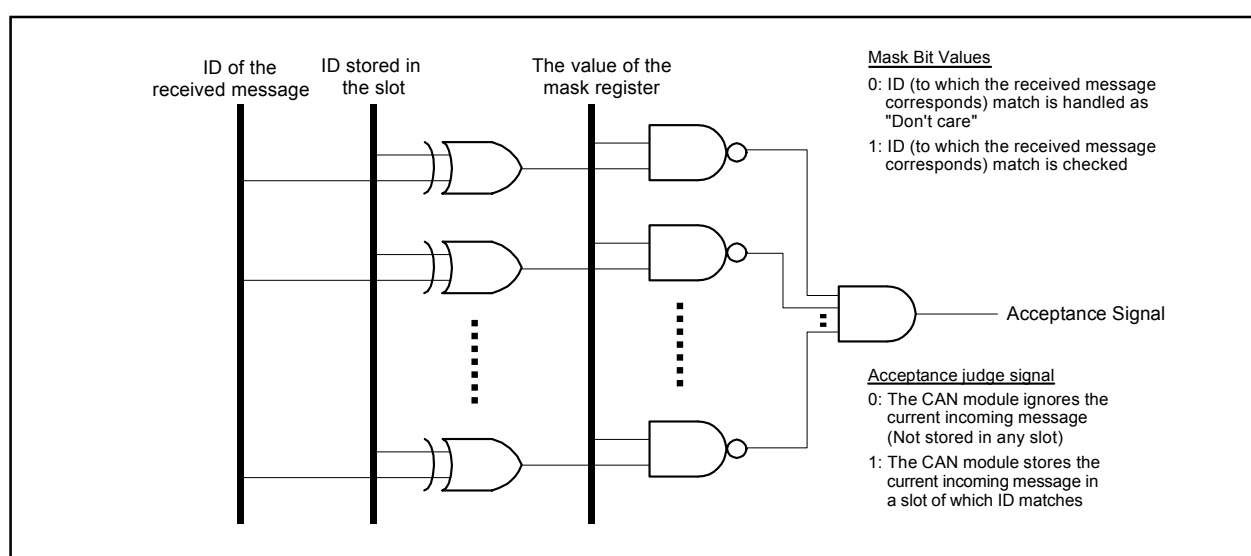 ID of the
received message
ID stored in
the slot
The value of the
mask register
Mask Bit Values
0: ID (to which the received message
corresponds) match is handled as
"Don't care"
1: ID (to which the received message
corresponds) match is checked
Acceptance Signal
Acceptance judge signal
0: The CAN module ignores the
current incoming message
(Not stored in any slot)
1: The CAN module stores the
current incoming message in
a slot of which ID matches